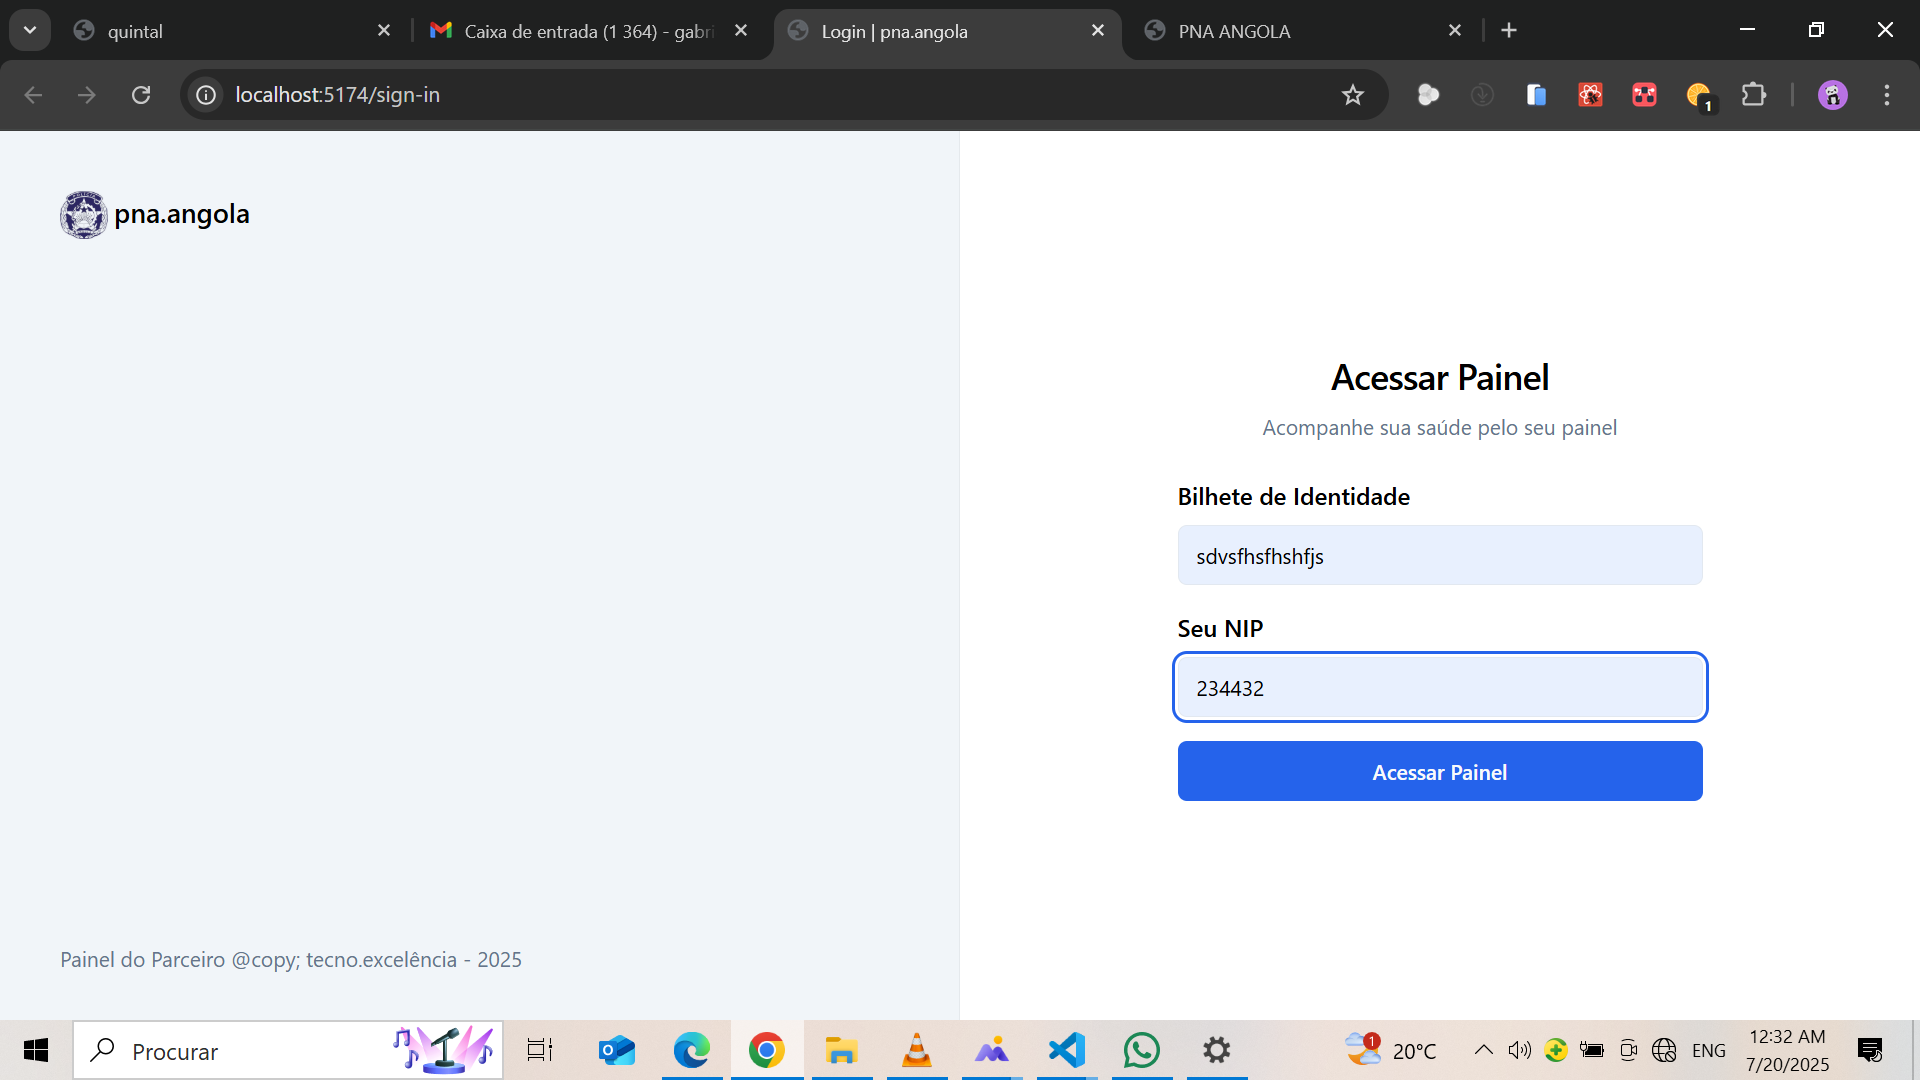 quintal
Caixa de entrada (1 364) - gabri
Login | pna.angola
PNA ANGOLA
localhost:5174/sign-in
1
pna.angola
Acessar Painel
Acompanhe sua saúde pelo seu painel
Bilhete de Identidade
sdvsfhsfhshfjs
Seu NIP
234432
Acessar Painel
Painel do Parceiro @copy; tecno.excelência - 2025
Procurar
1
20°C
ENG
12:32 AM
7/20/2025